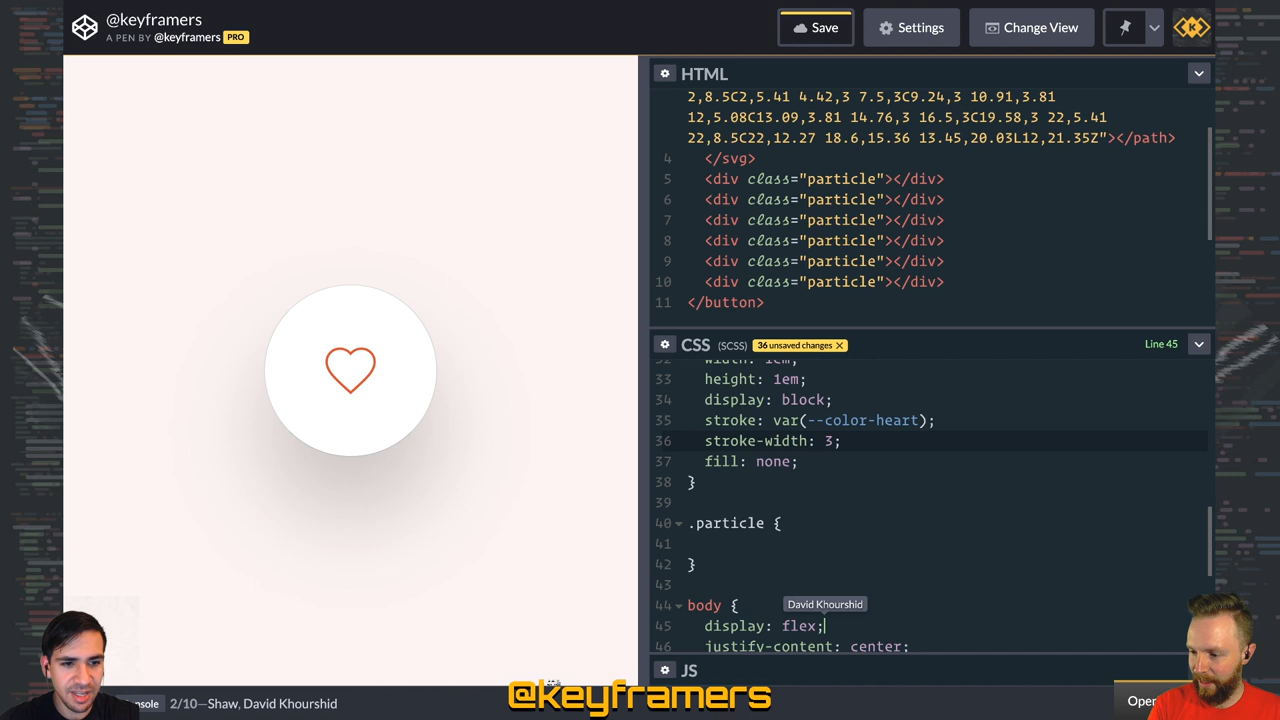 @keyframers
A PEN BY @keyframers PRO
Save
Settings
Change View
K
HTML
2,8.5C2,5.41 4.42,3 7.5,3C9.24,3 10.91,3.81
12,5.08C13.09,3.81 14.76,3 16.5,3C19.58,3 22,5.41
22,8.5C22,12.27 18.6,15.36 13.45,20.03L12,21.35Z"></path>
4 </svg>
5 <div class="particle"></div>
6 <div class="particle"></div>
7 <div class="particle"></div>
8 <div class="particle"></div>
9 <div class="particle"></div>
10 <div class="particle"></div>
11 </button>
CSS (SCSS) 36 unsaved changes × Line 45
32 width: 1em;
33 height: 1em;
34 display: block;
35 stroke: var(--color-heart);
36 stroke-width: 3;
37 fill: none;
38 }
39
40 .particle {
41
42 }
43
44 body {
David Khourshid
45 display: flex;
46 justify-content: center;
JS
2/10—Shaw, David Khourshid
@keyframers